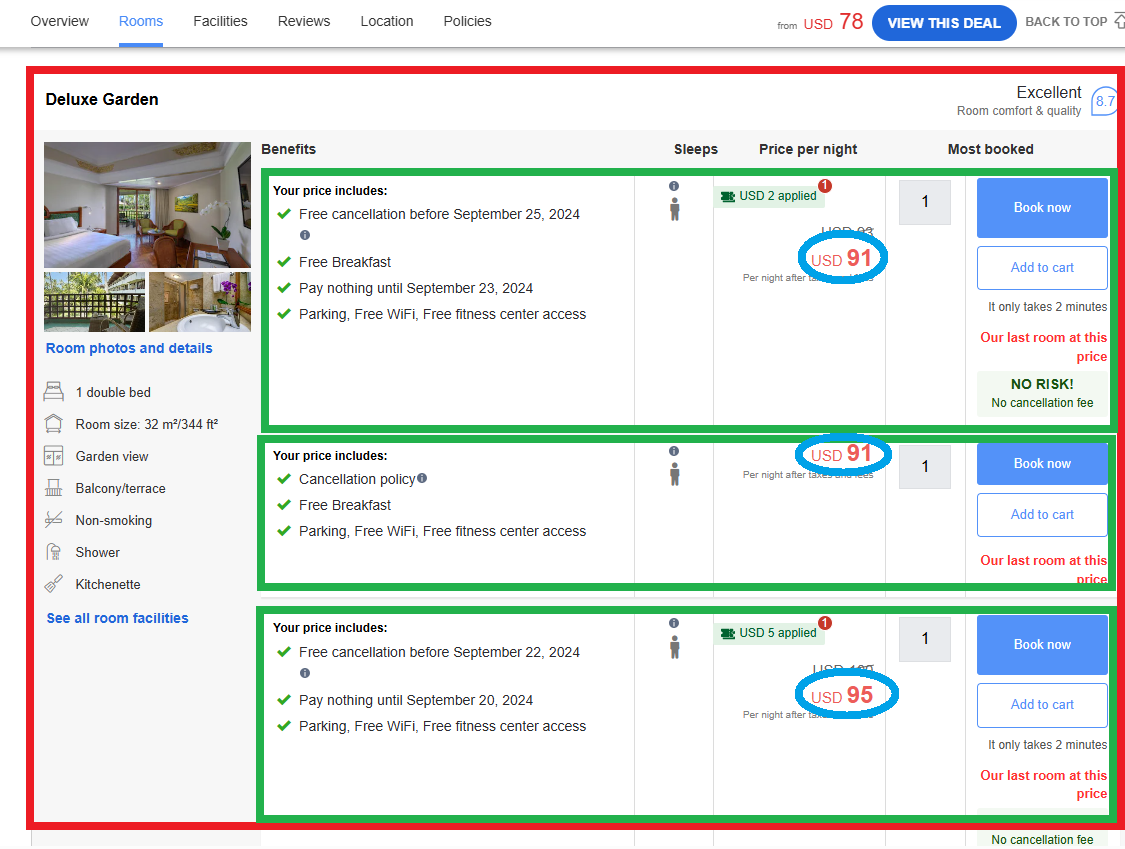 Overview Rooms Facilities Reviews Location Policies
from USD 78 VIEW THIS DEAL BACK TO TOP
Deluxe Garden
Excellent
Room comfort & quality
8.7
Benefits Sleeps Price per night Most booked
Your price includes:
Free cancellation before September 25, 2024
Free Breakfast
Pay nothing until September 23, 2024
Parking, Free WiFi, Free fitness center access
USD 2 applied
1
USD 93
USD 91
Per night after taxes and fees
1
Book now
Add to cart
It only takes 2 minutes
Our last room at this
price
NO RISK!
No cancellation fee
Room photos and details
1 double bed
Room size: 32 m²/344 ft²
Garden view
Balcony/terrace
Non-smoking
Shower
Kitchenette
See all room facilities
Your price includes:
Cancellation policy
Free Breakfast
Parking, Free WiFi, Free fitness center access
USD 91
Per night after taxes and fees
1
Book now
Add to cart
Our last room at this
price
Your price includes:
Free cancellation before September 22, 2024
Pay nothing until September 20, 2024
Parking, Free WiFi, Free fitness center access
USD 5 applied
1
USD 100
USD 95
Per night after taxes and fees
1
Book now
Add to cart
It only takes 2 minutes
Our last room at this
price
No cancellation fee